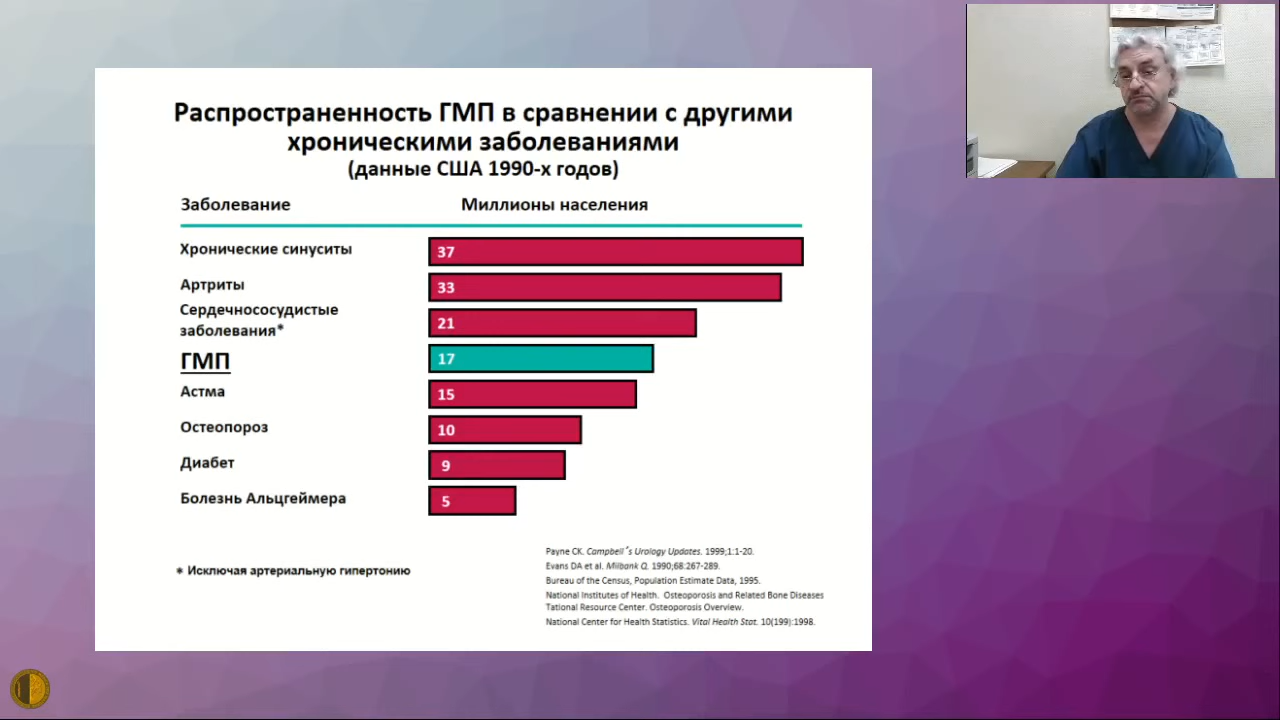 Распространенность ГМП в сравнении с другими
хроническими заболеваниями
(данные США 1990-х годов)
Заболевание Миллионы населения
Хронические синуситы 37
Артриты 33
Сердечнососудистые
заболевания* 21
ГМП 17
Астма 15
Остеопороз 10
Диабет 9
Болезнь Альцгеймера 5
* Исключая артериальную гипертонию
Payne CK. Campbell´s Urology Updates. 1999;1:1-20.
Evans DA et al. Milbank Q. 1990;68:267-289.
Bureau of the Census, Population Estimate Data, 1995.
National Institutes of Health. Osteoporosis and Related Bone Diseases
Tational Resource Center. Osteoporosis Overview.
National Center for Health Statistics. Vital Health Stat. 10(199):1998.